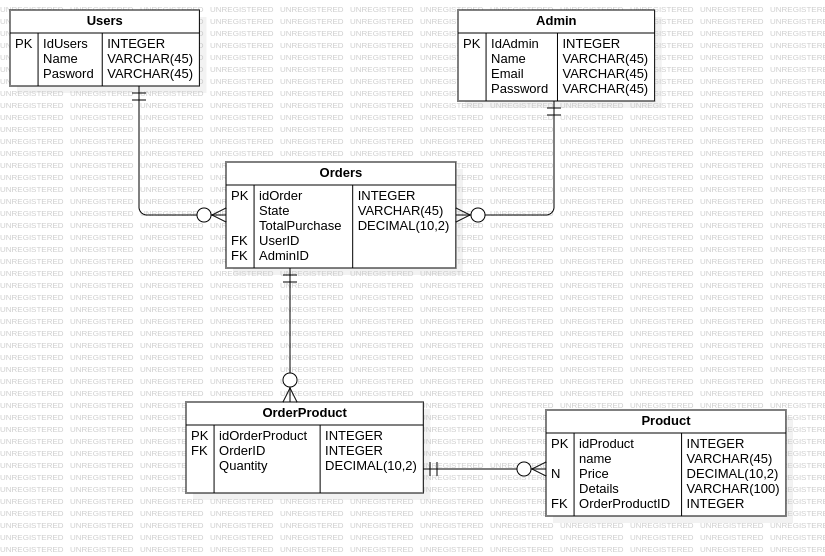 Users
PK IdUsers INTEGER
Name VARCHAR(45)
Pasword VARCHAR(45)
Admin
PK IdAdmin INTEGER
Name VARCHAR(45)
Email VARCHAR(45)
Password VARCHAR(45)
Orders
PK idOrder INTEGER
State VARCHAR(45)
TotalPurchase DECIMAL(10,2)
FK UserID
FK AdminID
OrderProduct
PK idOrderProduct INTEGER
FK OrderID INTEGER
Quantity DECIMAL(10,2)
Product
PK idProduct INTEGER
name VARCHAR(45)
N Price DECIMAL(10,2)
Details VARCHAR(100)
FK OrderProductID INTEGER
UNREGISTERED